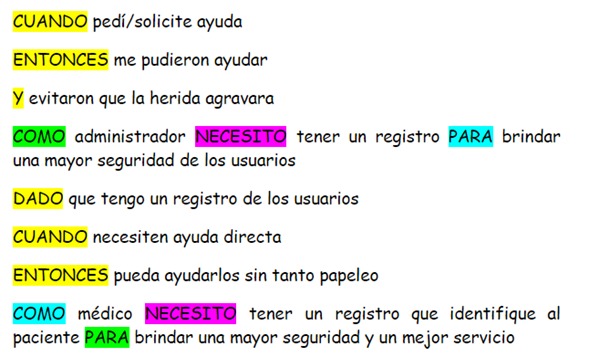 CUANDO pedí/solicite ayuda
ENTONCES me pudieron ayudar
Y evitaron que la herida agravara
COMO administrador NECESITO tener un registro PARA brindar
una mayor seguridad de los usuarios
DADO que tengo un registro de los usuarios
CUANDO necesiten ayuda directa
ENTONCES pueda ayudarlos sin tanto papeleo
COMO médico NECESITO tener un registro que identifique al
paciente PARA brindar una mayor seguridad y un mejor servicio